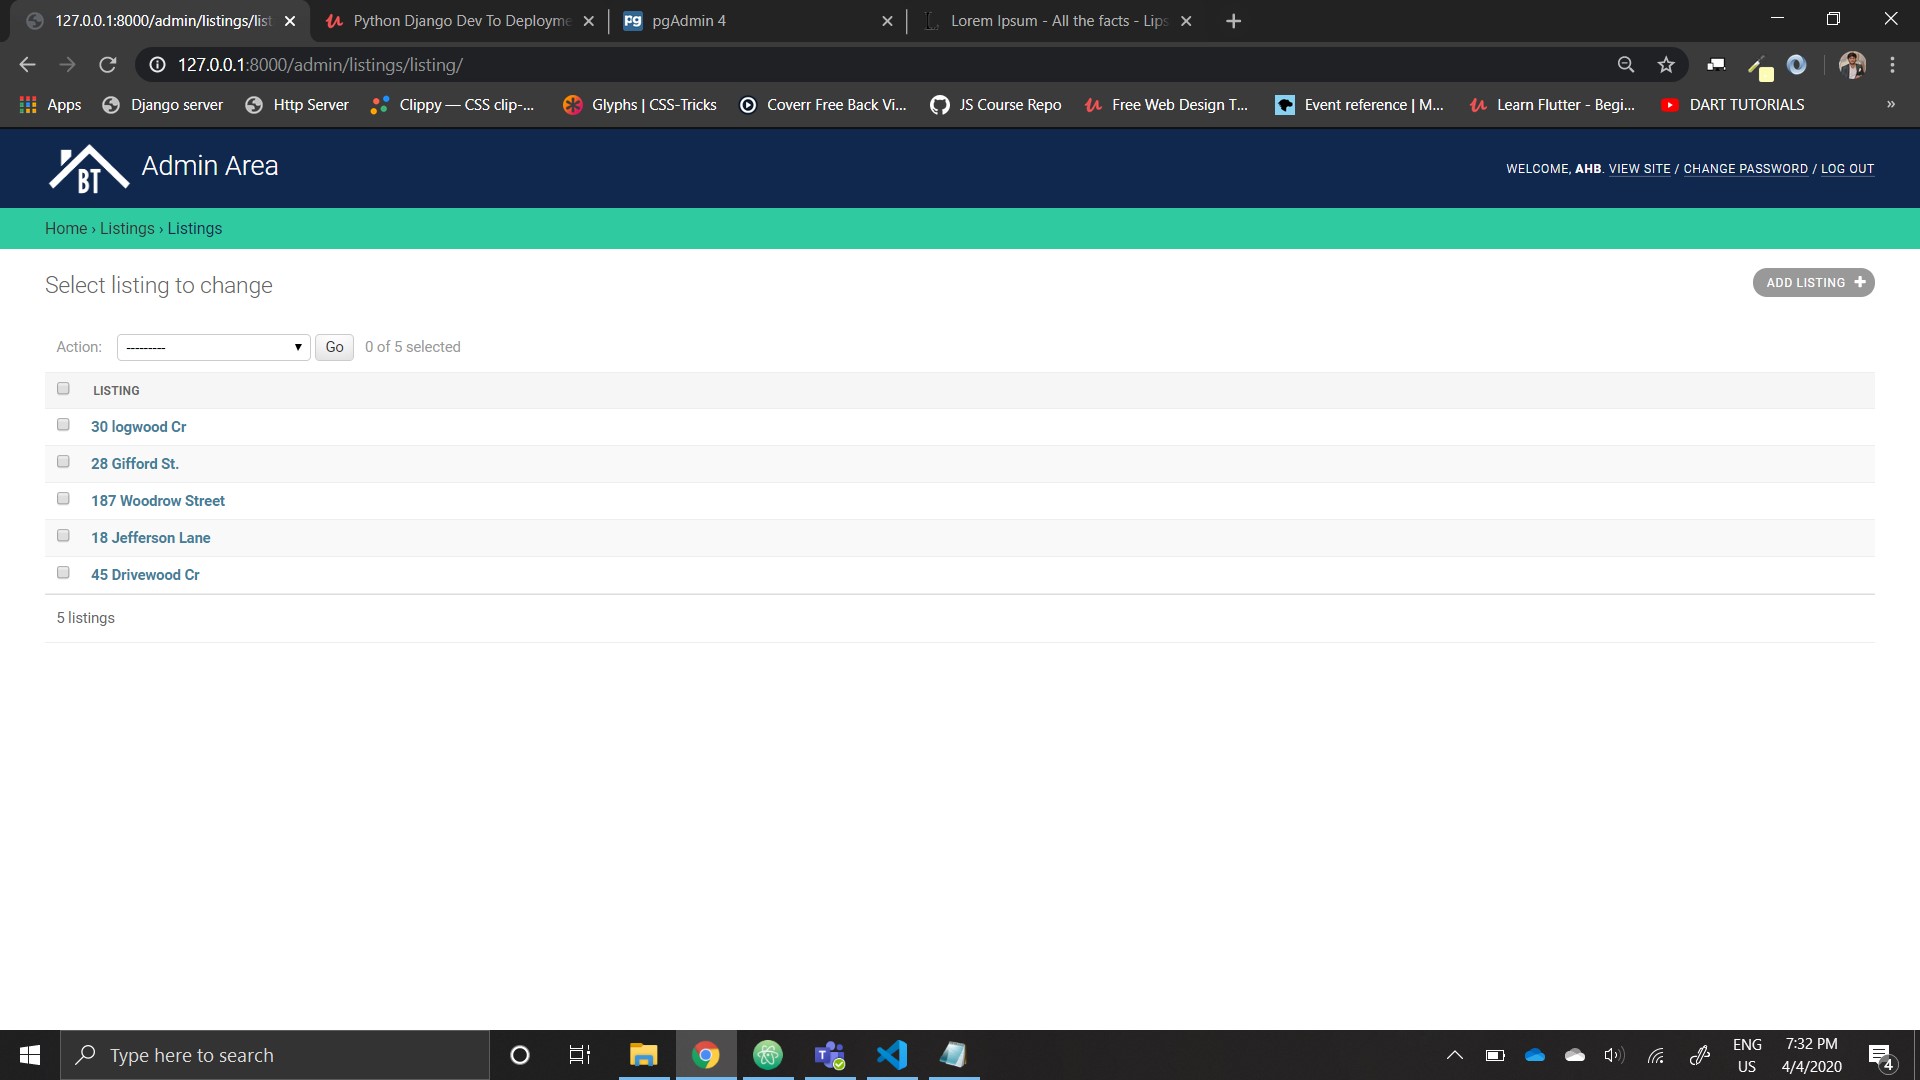 127.0.0.1:8000/admin/listings/list
Python Django Dev To Deployme
pgAdmin 4
Lorem Ipsum - All the facts - Lips
127.0.0.1:8000/admin/listings/listing/
Apps
Django server
Http Server
Clippy — CSS clip-...
Glyphs | CSS-Tricks
Coverr Free Back Vi...
JS Course Repo
Free Web Design T...
Event reference | M...
Learn Flutter - Begi...
DART TUTORIALS
»
BT
Admin Area
WELCOME, AHB. VIEW SITE / CHANGE PASSWORD / LOG OUT
Home › Listings › Listings
Select listing to change
ADD LISTING +
Action: --------- Go 0 of 5 selected
LISTING
30 logwood Cr
28 Gifford St.
187 Woodrow Street
18 Jefferson Lane
45 Drivewood Cr
5 listings
Type here to search
ENG
US
7:32 PM
4/4/2020
4